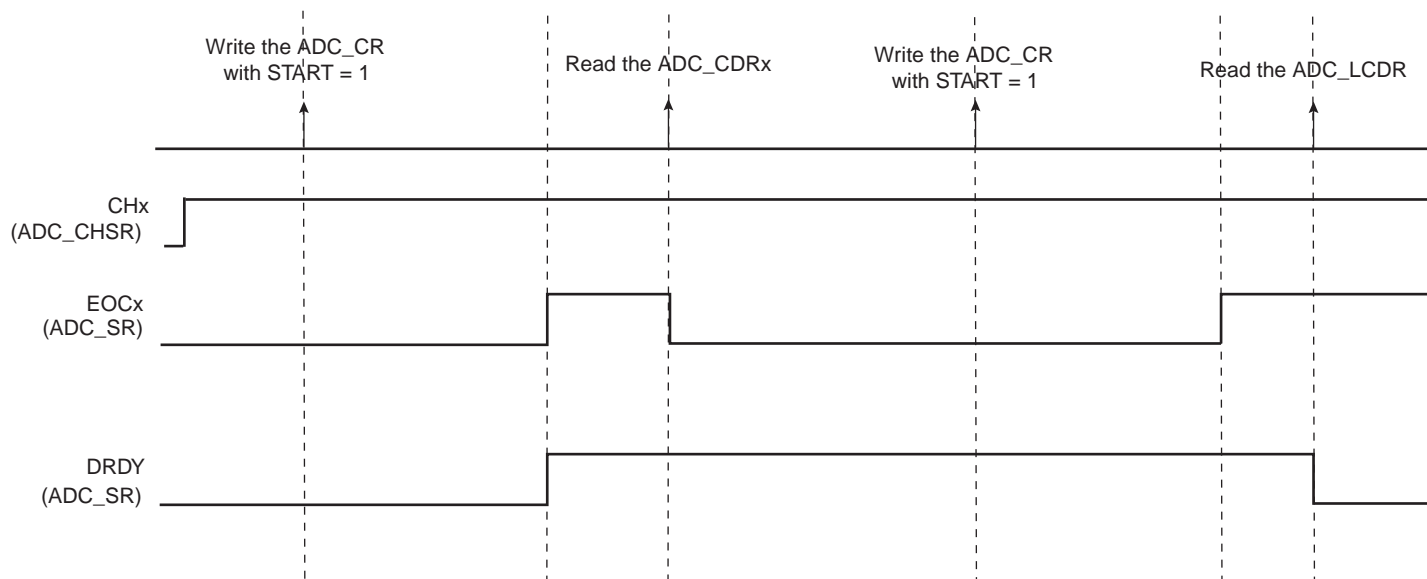 Write the ADC_CR
with START = 1
Read the ADC_CDRx
Write the ADC_CR
with START = 1
Read the ADC_LCDR
CHx
(ADC_CHSR)
EOCx
(ADC_SR)
DRDY
(ADC_SR)